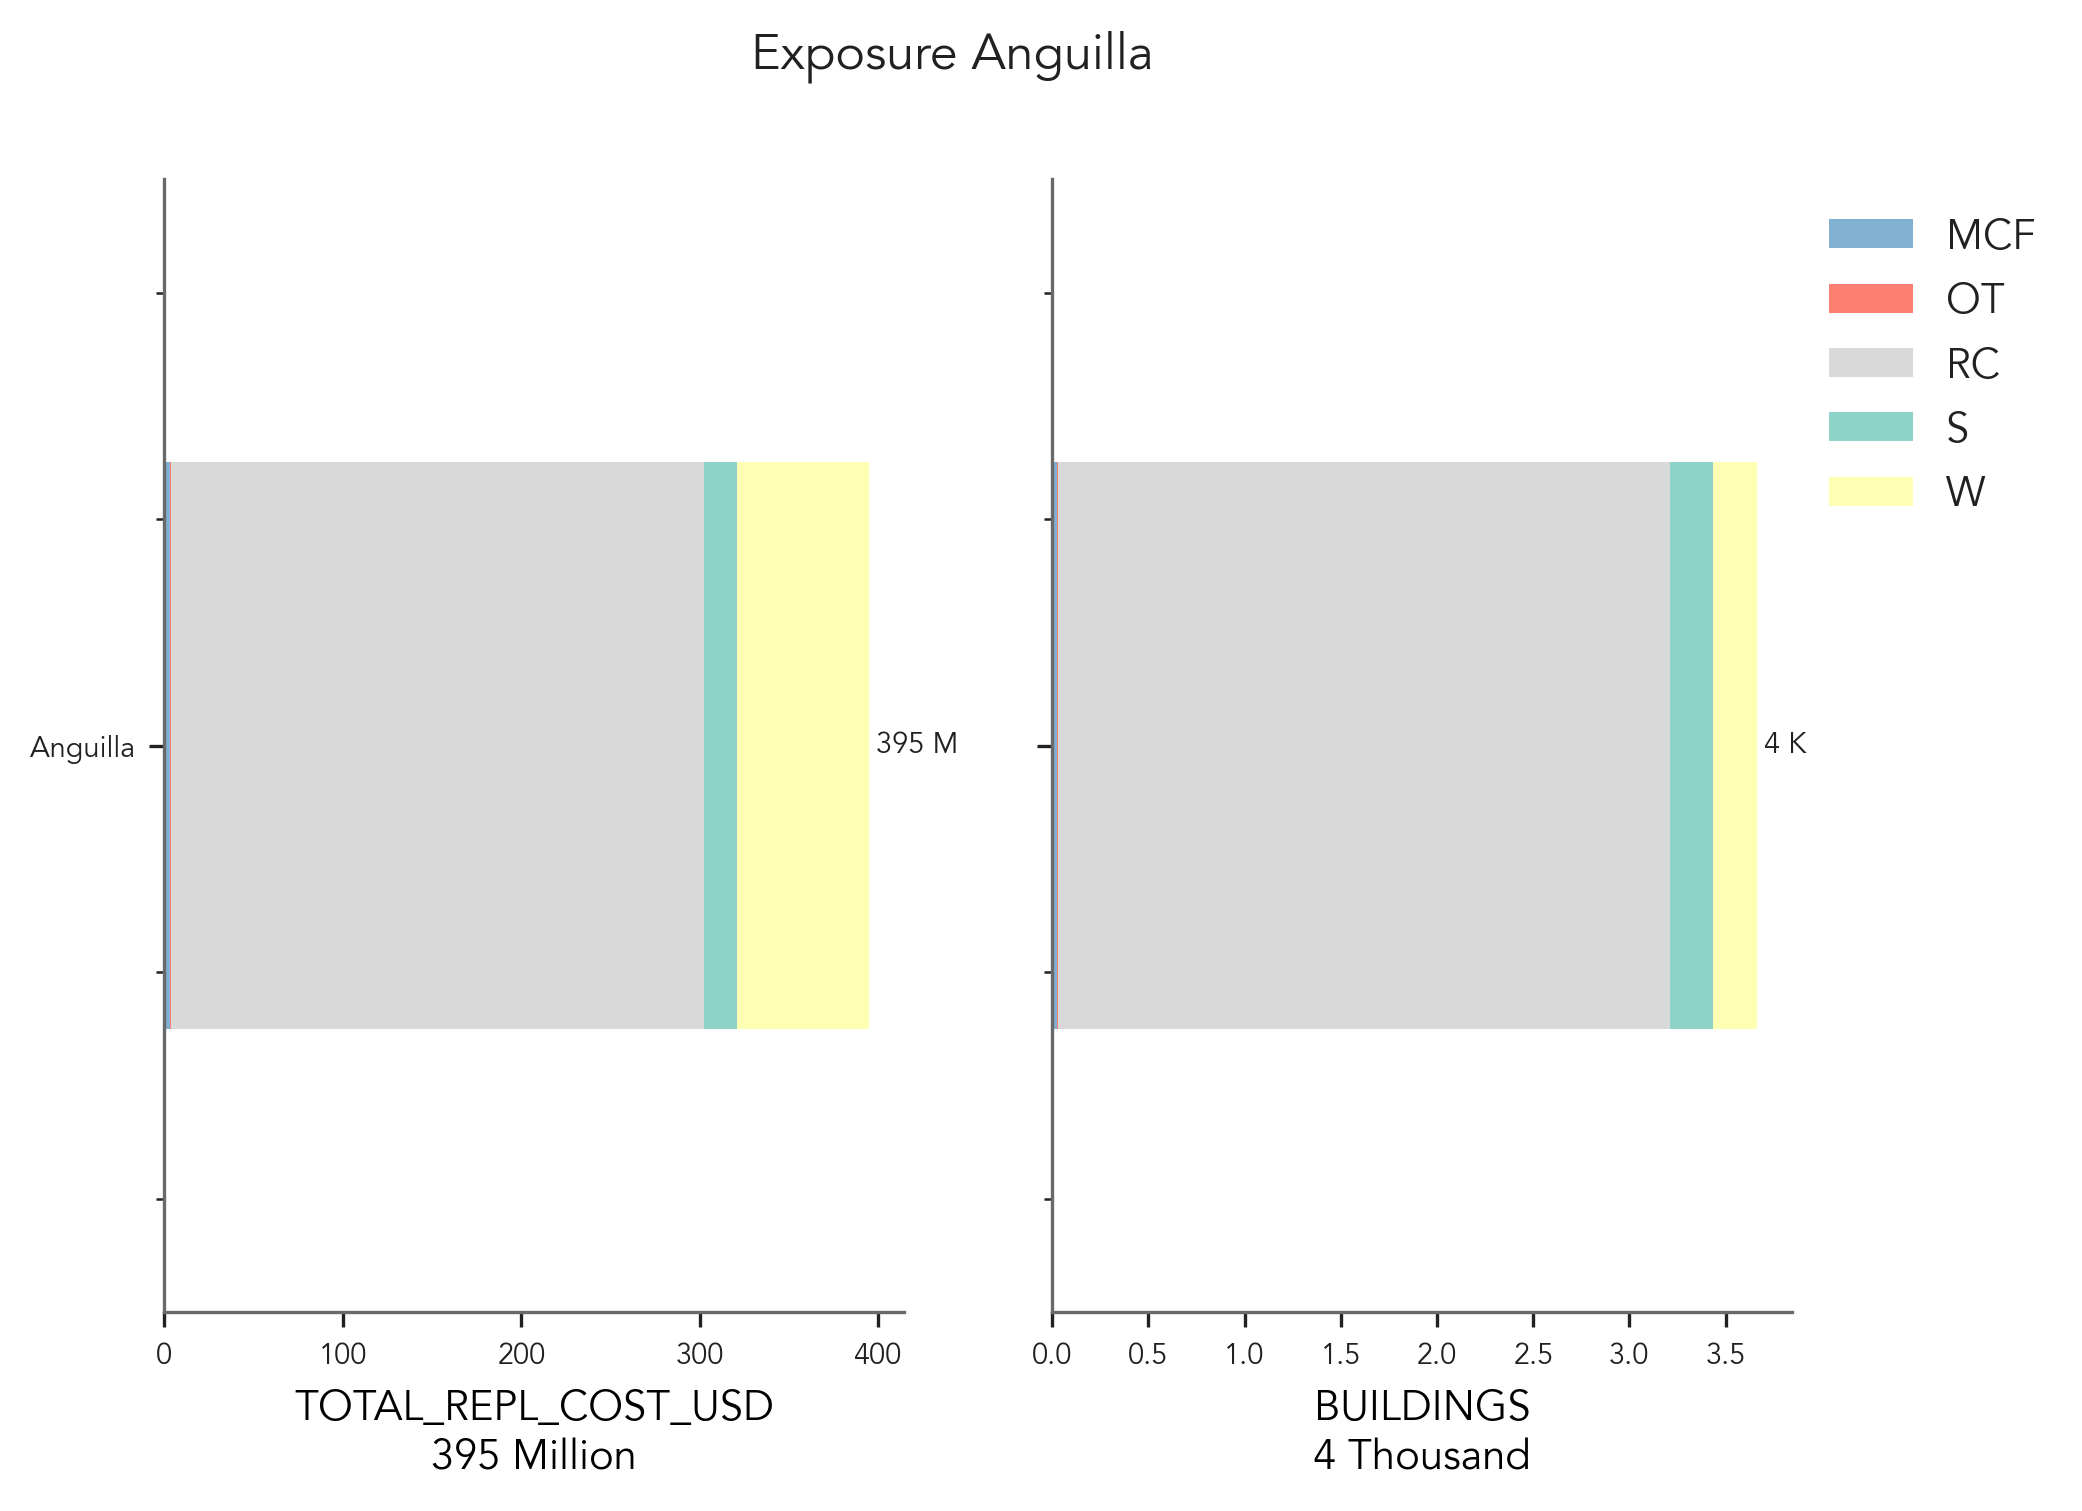 Exposure Anguilla
MCF
OT
RC
S
W
Anguilla
395 M
4 K
0 100 200 300 400
0.0 0.5 1.0 1.5 2.0 2.5 3.0 3.5
TOTAL_REPL_COST_USD
395 Million
BUILDINGS
4 Thousand